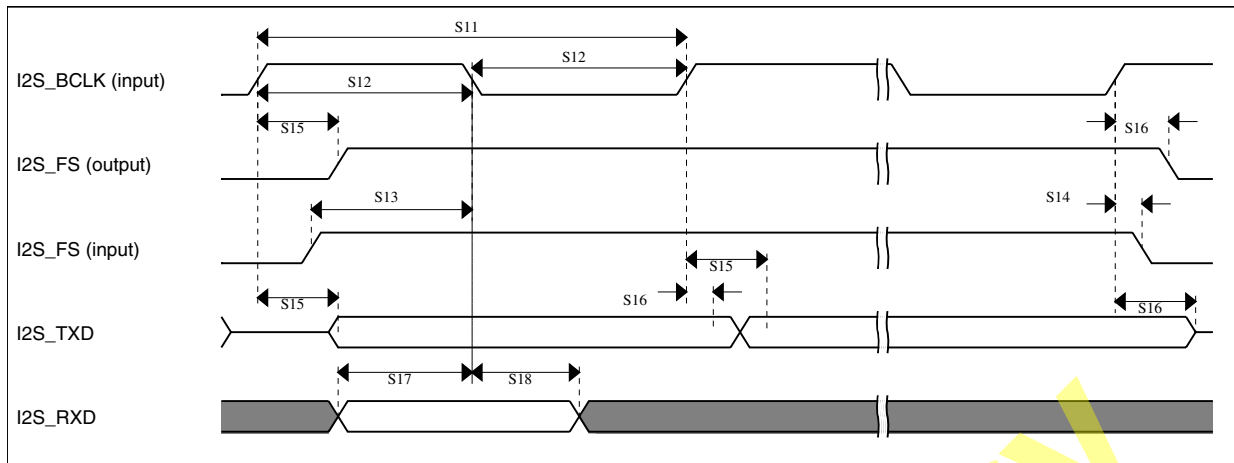 S11
I2S_BCLK (input)
S12
S12
S15
S16
I2S_FS (output)
S13
S14
I2S_FS (input)
S15
S15
S16
S16
I2S_TXD
S17
S18
I2S_RXD